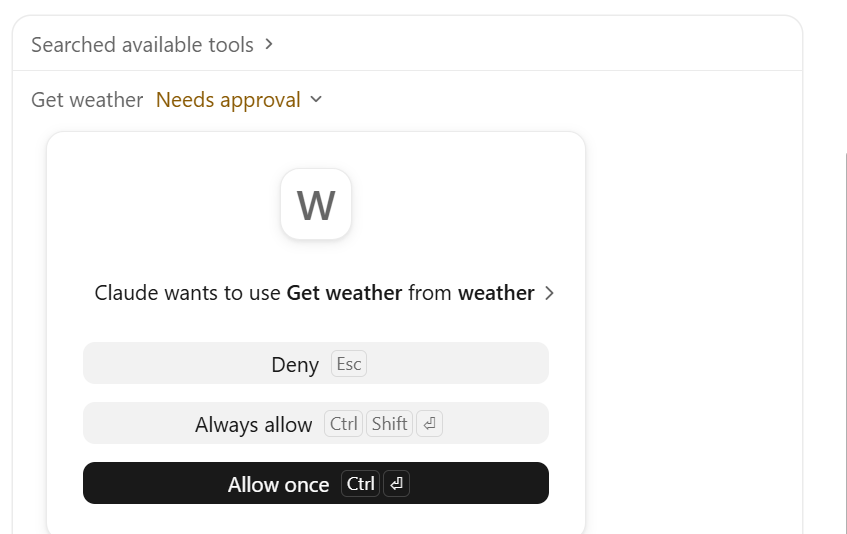 Searched available tools
Get weather Needs approval
W
Claude wants to use Get weather from weather
Deny Esc
Always allow Ctrl Shift ⏎
Allow once Ctrl ⏎